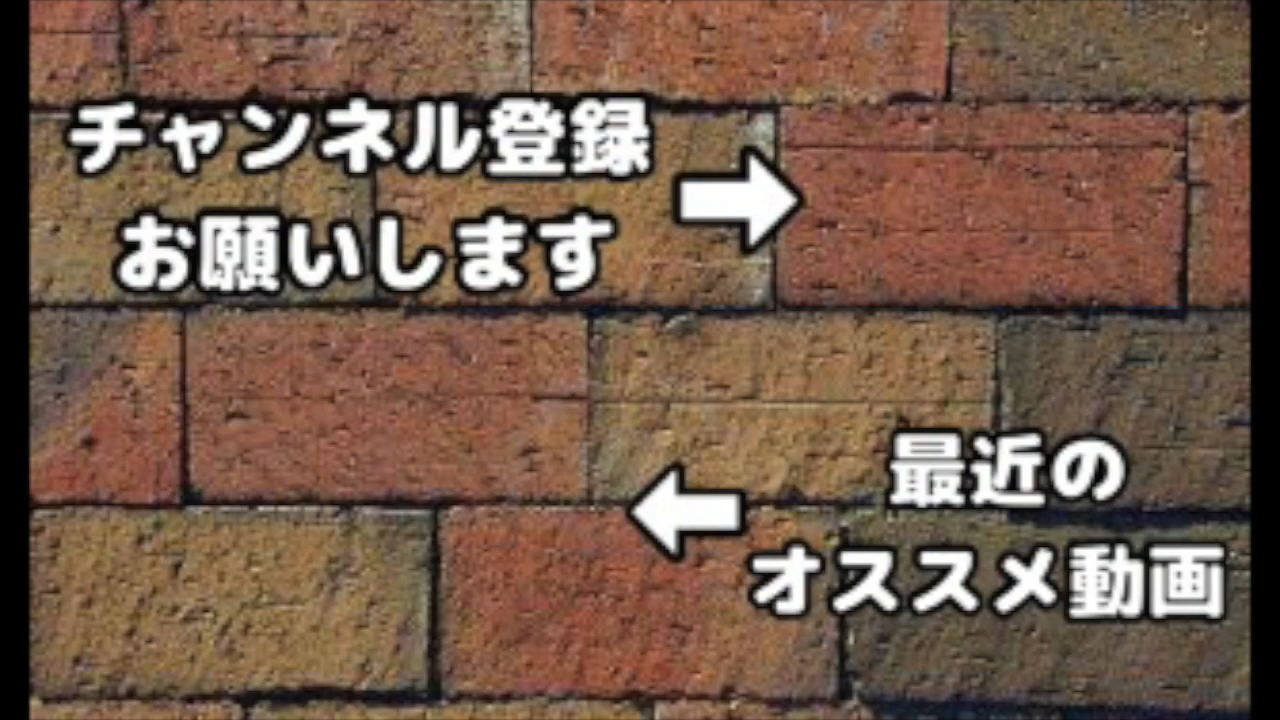 チャンネル登録
お願いします
最近の
オススメ動画